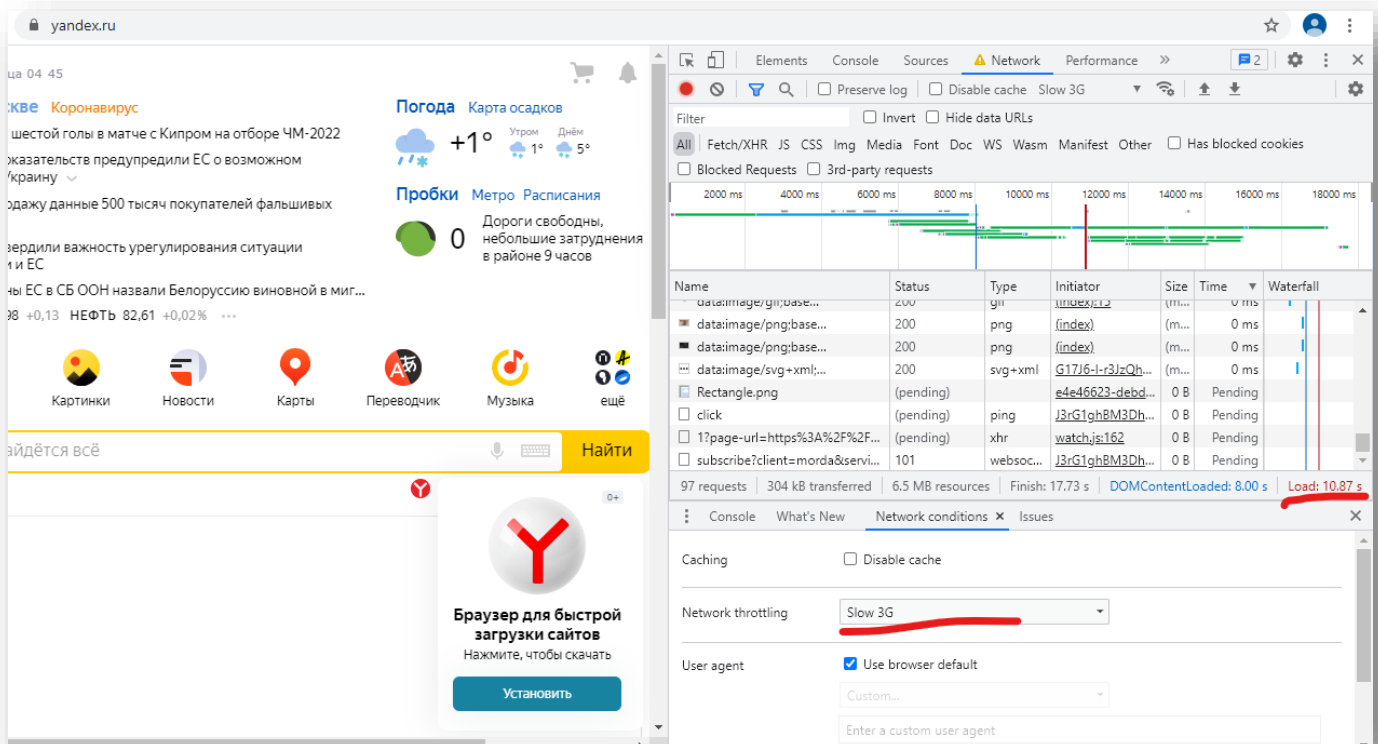 yandex.ru
ца 04 45
кве Коронавирус
шестой голы в матче с Кипром на отборе ЧМ-2022
оказательств предупредили ЕС о возможном
/краину
одажу данные 500 тысяч покупателей фальшивых
вердили важность урегулирования ситуации
и и ЕС
ны ЕС в СБ ООН назвали Белоруссию виновной в миг...
98 +0,13 НЕФТЬ 82,61 +0,02% ...
Погода Карта осадков
+1° Утром 1° Днём 5°
Пробки Метро Расписания
0 Дороги свободны,
небольшие затруднения
в районе 9 часов
Картинки Новости Карты Переводчик Музыка ещё
айдётся всё Найти
0+
Браузер для быстрой
загрузки сайтов
Нажмите, чтобы скачать
Установить
Elements Console Sources Network Performance » 2
Preserve log Disable cache Slow 3G
Filter Invert Hide data URLs
All Fetch/XHR JS CSS Img Media Font Doc WS Wasm Manifest Other Has blocked cookies
Blocked Requests 3rd-party requests
2000 ms 4000 ms 6000 ms 8000 ms 10000 ms 12000 ms 14000 ms 16000 ms 18000 ms
Name Status Type Initiator Size Time Waterfall
data:image/gif;base... 200 gif (index):15 (m... 0 ms
data:image/png;base... 200 png (index) (m... 0 ms
data:image/png;base... 200 png (index) (m... 0 ms
data:image/svg+xml;... 200 svg+xml G17J6-I-r3JzQh... (m... 0 ms
Rectangle.png (pending) e4e46623-debd... 0 B Pending
click (pending) ping J3rG1ghBM3Dh... 0 B Pending
1?page-url=https%3A%2F%2F... (pending) xhr watch.js:162 0 B Pending
subscribe?client=morda&servi... 101 websoc... J3rG1ghBM3Dh... 0 B Pending
97 requests 304 kB transferred 6.5 MB resources Finish: 17.73 s DOMContentLoaded: 8.00 s Load: 10.87 s
Console What's New Network conditions × Issues
Caching Disable cache
Network throttling Slow 3G
User agent Use browser default
Custom...
Enter a custom user agent